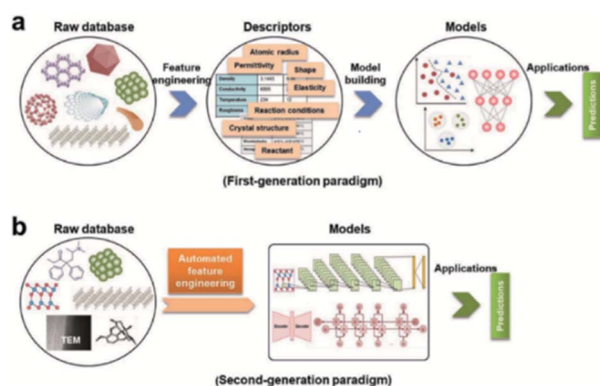 a
Raw database
Descriptors
Models
Feature
engineering
Atomic radius
Permittivity
Shape
Density
Conductivity
Elasticity
Temperature
Roughness
Reaction conditions
Crystal structure
Reactant
Model
building
Applications
Predictions
(First-generation paradigm)
b
Raw database
Models
Automated
feature
engineering
TEM
Applications
Predictions
(Second-generation paradigm)